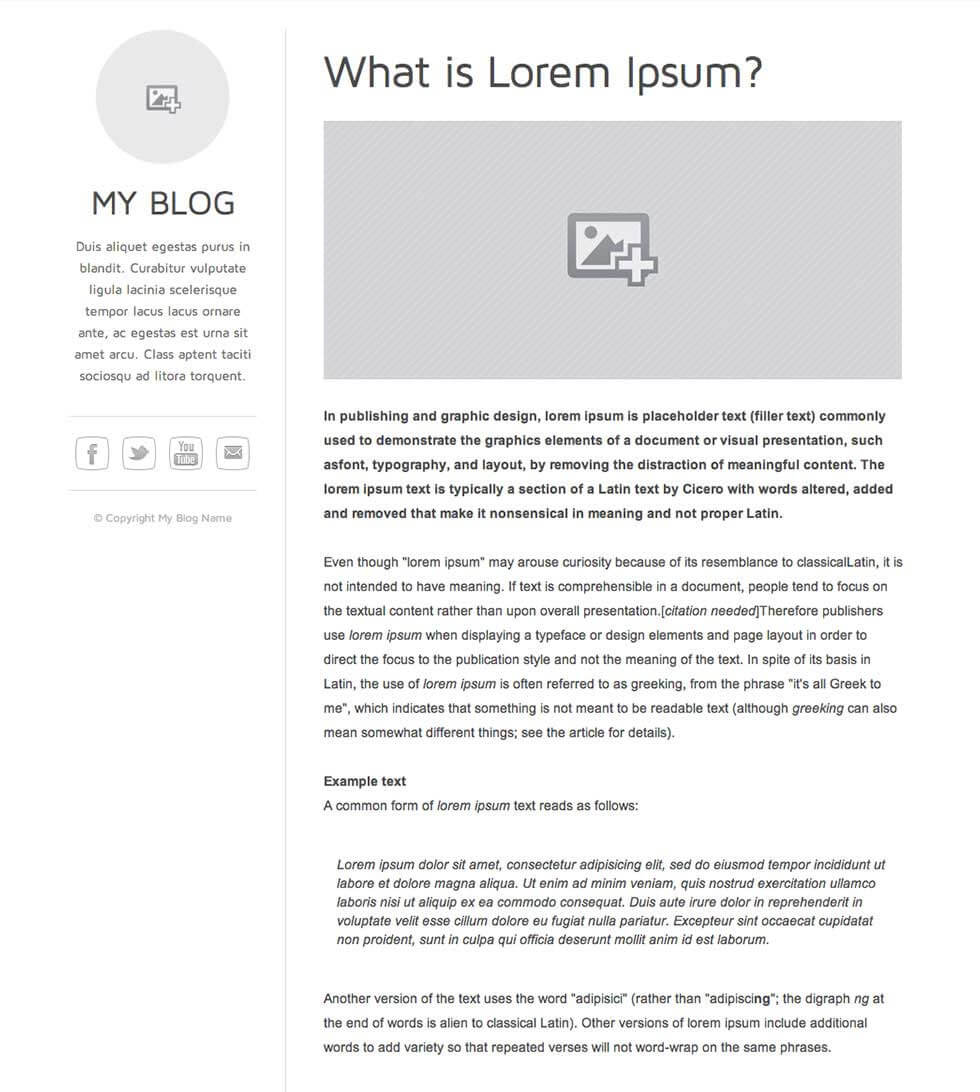 MY BLOG
Duis aliquet egestas purus in
blandit. Curabitur vulputate
ligula lacinia scelerisque
tempor lacus lacus ornare
ante, ac egestas est urna sit
amet arcu. Class aptent taciti
sociosqu ad litora torquent.
f
You
Tube
© Copyright My Blog Name
What is Lorem Ipsum?
In publishing and graphic design, lorem ipsum is placeholder text (filler text) commonly
used to demonstrate the graphics elements of a document or visual presentation, such
asfont, typography, and layout, by removing the distraction of meaningful content. The
lorem ipsum text is typically a section of a Latin text by Cicero with words altered, added
and removed that make it nonsensical in meaning and not proper Latin.
Even though "lorem ipsum" may arouse curiosity because of its resemblance to classicalLatin, it is
not intended to have meaning. If text is comprehensible in a document, people tend to focus on
the textual content rather than upon overall presentation.[citation needed]Therefore publishers
use lorem ipsum when displaying a typeface or design elements and page layout in order to
direct the focus to the publication style and not the meaning of the text. In spite of its basis in
Latin, the use of lorem ipsum is often referred to as greeking, from the phrase "it's all Greek to
me", which indicates that something is not meant to be readable text (although greeking can also
mean somewhat different things; see the article for details).
Example text
A common form of lorem ipsum text reads as follows:
Lorem ipsum dolor sit amet, consectetur adipisicing elit, sed do eiusmod tempor incididunt ut
labore et dolore magna aliqua. Ut enim ad minim veniam, quis nostrud exercitation ullamco
laboris nisi ut aliquip ex ea commodo consequat. Duis aute irure dolor in reprehenderit in
voluptate velit esse cillum dolore eu fugiat nulla pariatur. Excepteur sint occaecat cupidatat
non proident, sunt in culpa qui officia deserunt mollit anim id est laborum.
Another version of the text uses the word "adipisici" (rather than "adipiscing"; the digraph ng at
the end of words is alien to classical Latin). Other versions of lorem ipsum include additional
words to add variety so that repeated verses will not word-wrap on the same phrases.